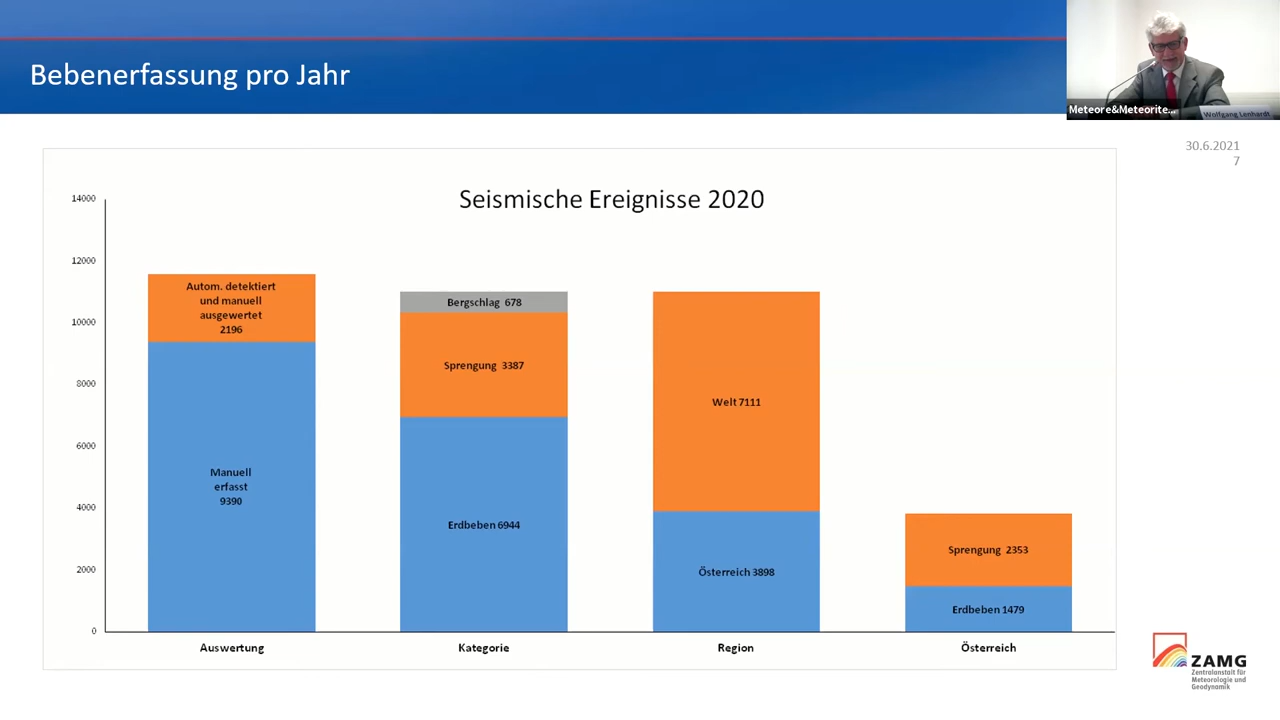 Bebenerfassung pro Jahr
Meteore&Meteorite...
Wolfgang Lenhardt
30.6.2021
7
Seismische Ereignisse 2020
14000
12000
10000
8000
6000
4000
2000
0
Autom. detektiert
und manuell
ausgewertet
2196
Manuell
erfasst
9390
Bergschlag 678
Sprengung 3387
Erdbeben 6944
Welt 7111
Österreich 3898
Sprengung 2353
Erdbeben 1479
Auswertung
Kategorie
Region
Österreich
ZAMG
Zentralanstalt für
Meteorologie und
Geodynamik